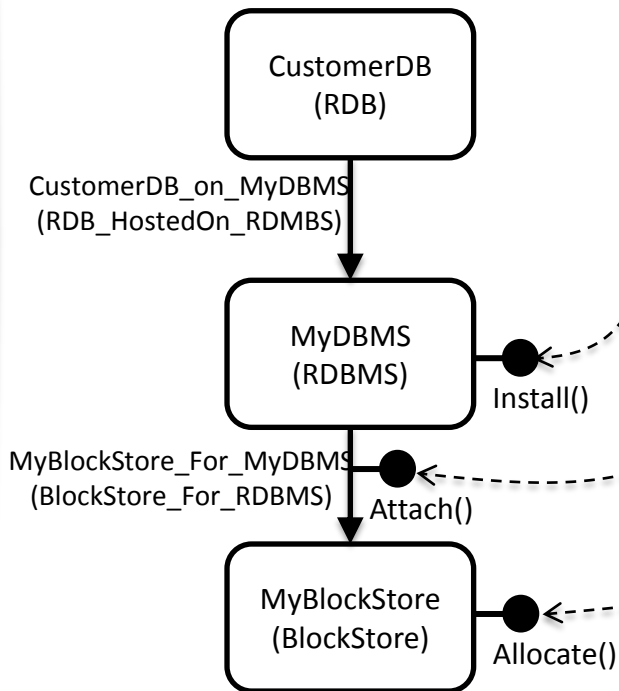 CustomerDB
(RDB)
CustomerDB_on_MyDBMS
(RDB_HostedOn_RDMBS)
MyDBMS
(RDBMS)
Install()
MyBlockStore_For_MyDBMS
(BlockStore_For_RDBMS)
Attach()
MyBlockStore
(BlockStore)
Allocate()